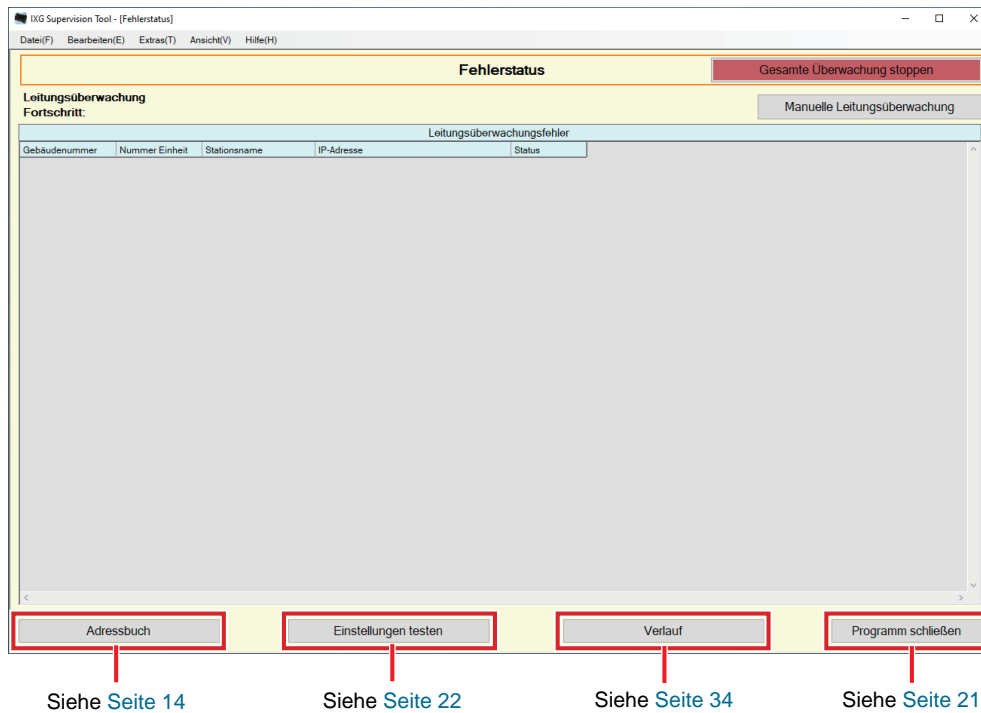 IXG Supervision Tool - [Fehlerstatus]
Datei(F) Bearbeiten(E) Extras(T) Ansicht(V) Hilfe(H)
Fehlerstatus
Gesamte Überwachung stoppen
Leitungsüberwachung
Fortschritt:
Manuelle Leitungsüberwachung
Leitungsüberwachungsfehler
Gebäudenummer Nummer Einheit Stationsname IP-Adresse Status
Adressbuch Einstellungen testen Verlauf Programm schließen
Siehe Seite 14 Siehe Seite 22 Siehe Seite 34 Siehe Seite 21